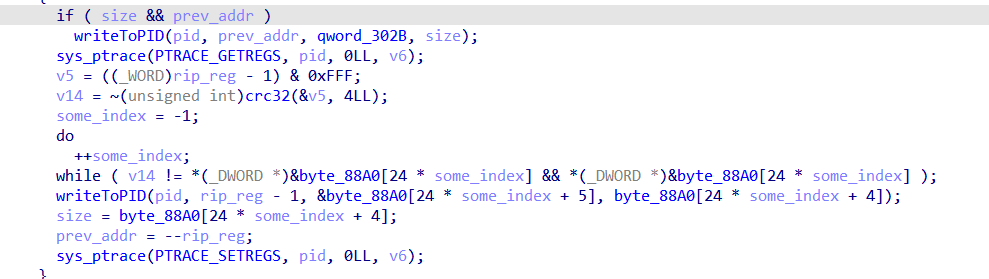 if ( size && prev_addr )
writeToPID(pid, prev_addr, qword_302B, size);
sys_ptrace(PTRACE_GETREGS, pid, 0LL, v6);
v5 = ((_WORD)rip_reg - 1) & 0xFFF;
v14 = ~(unsigned int)crc32(&v5, 4LL);
some_index = -1;
do
++some_index;
while ( v14 != *(_DWORD *)&byte_88A0[24 * some_index] && *(_DWORD *)&byte_88A0[24 * some_index] );
writeToPID(pid, rip_reg - 1, &byte_88A0[24 * some_index + 5], byte_88A0[24 * some_index + 4]);
size = byte_88A0[24 * some_index + 4];
prev_addr = --rip_reg;
sys_ptrace(PTRACE_SETREGS, pid, 0LL, v6);
}